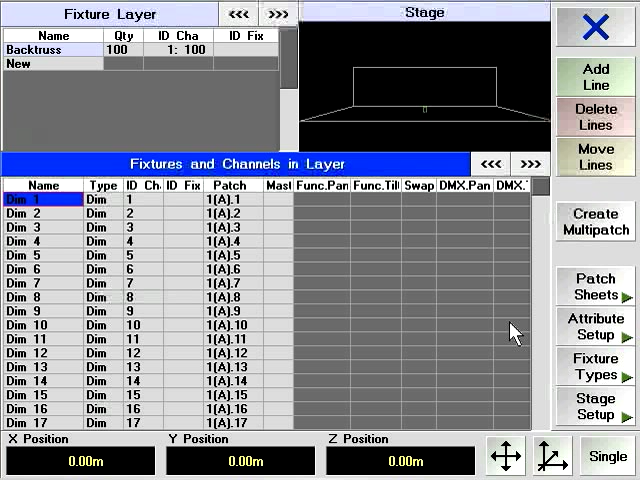 Fixture Layer
<<< >>>
Stage
Name Qty ID Cha ID Fix
Backtruss 100 1: 100
New
Add Line
Delete Lines
Move Lines
Fixtures and Channels in Layer
<<< >>>
Name Type ID Ch ID Fix Patch Mast Func.Pan Func.Tilt Swap DMX.Pan DMX.
Dim 1 Dim 1 1(A).1
Dim 2 Dim 2 1(A).2
Dim 3 Dim 3 1(A).3
Dim 4 Dim 4 1(A).4
Dim 5 Dim 5 1(A).5
Dim 6 Dim 6 1(A).6
Dim 7 Dim 7 1(A).7
Dim 8 Dim 8 1(A).8
Dim 9 Dim 9 1(A).9
Dim 10 Dim 10 1(A).10
Dim 11 Dim 11 1(A).11
Dim 12 Dim 12 1(A).12
Dim 13 Dim 13 1(A).13
Dim 14 Dim 14 1(A).14
Dim 15 Dim 15 1(A).15
Dim 16 Dim 16 1(A).16
Dim 17 Dim 17 1(A).17
Create
Multipatch
Patch
Sheets
Attribute
Setup
Fixture
Types
Stage
Setup
X Position Y Position Z Position
0.00m 0.00m 0.00m
Single